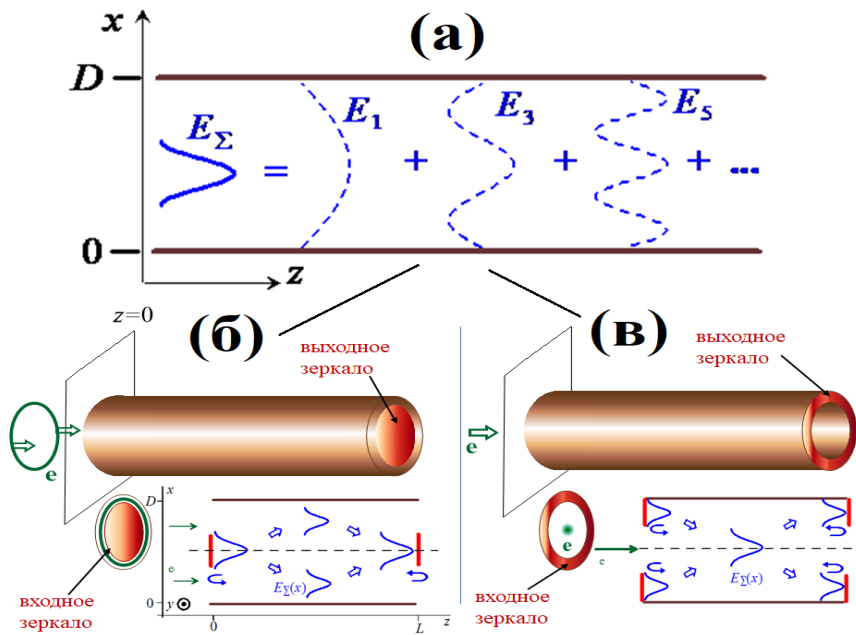 x
(а)
D
E_Σ = E_1 + E_3 + E_5 + ...
0
z
z=0
(б)
выходное
зеркало
e
x
D
e
E_Σ(x)
входное
зеркало
0
y
0
L
z
(в)
выходное
зеркало
e
e
e
E_Σ(x)
входное
зеркало